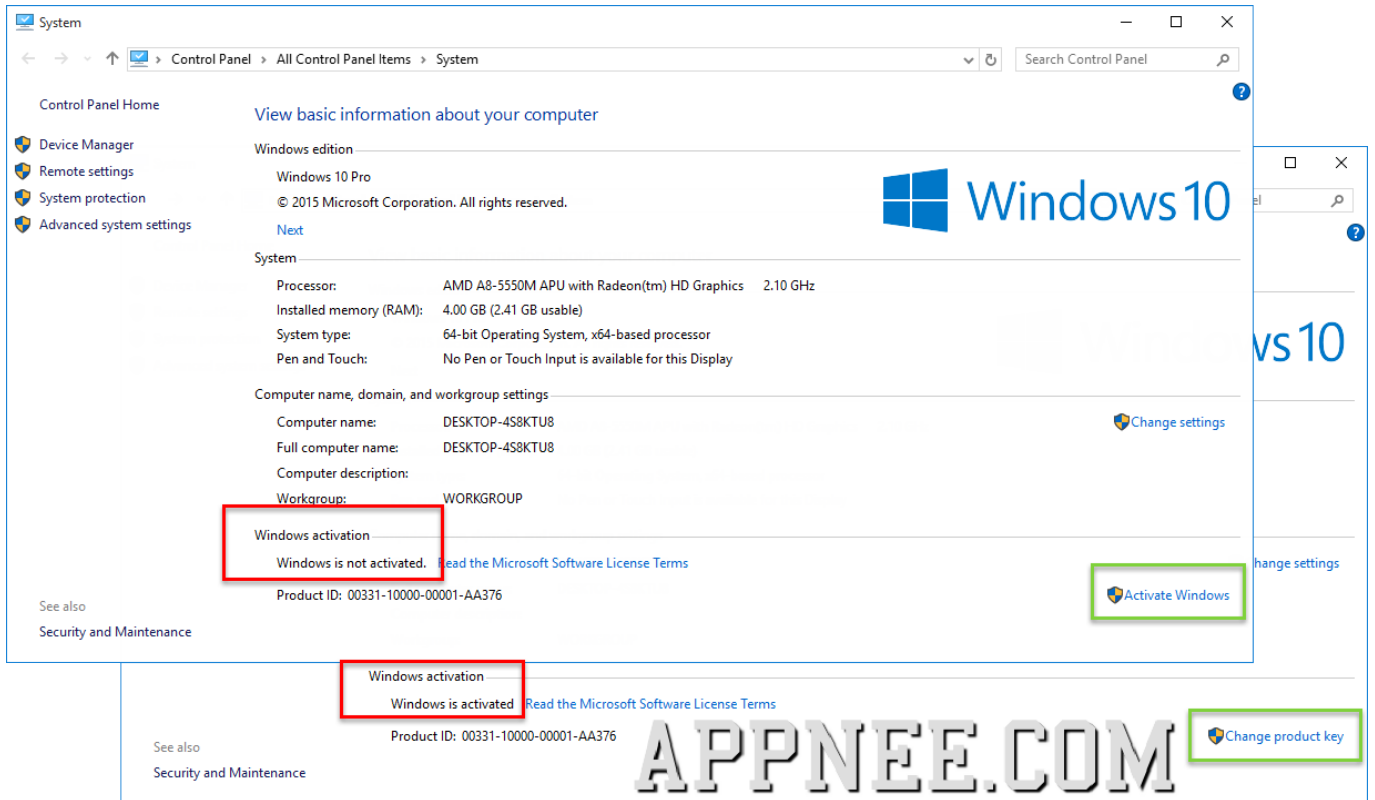 System
Control Panel > All Control Panel Items > System
Search Control Panel
Control Panel Home
Device Manager
Remote settings
System protection
Advanced system settings
View basic information about your computer
Windows edition
Windows 10 Pro
© 2015 Microsoft Corporation. All rights reserved.
Next
Windows 10
System
Processor: AMD A8-5550M APU with Radeon(tm) HD Graphics 2.10 GHz
Installed memory (RAM): 4.00 GB (2.41 GB usable)
System type: 64-bit Operating System, x64-based processor
Pen and Touch: No Pen or Touch Input is available for this Display
Computer name, domain, and workgroup settings
Computer name: DESKTOP-4S8KTU8
Change settings
Full computer name: DESKTOP-4S8KTU8
Computer description:
Workgroup: WORKGROUP
Windows activation
Windows is not activated. Read the Microsoft Software License Terms
Product ID: 00331-10000-00001-AA376
Activate Windows
See also
Security and Maintenance
el
ws 10
hange settings
Windows activation
Windows is activated Read the Microsoft Software License Terms
Product ID: 00331-10000-00001-AA376
Change product key
See also
Security and Maintenance
APPNEE.COM